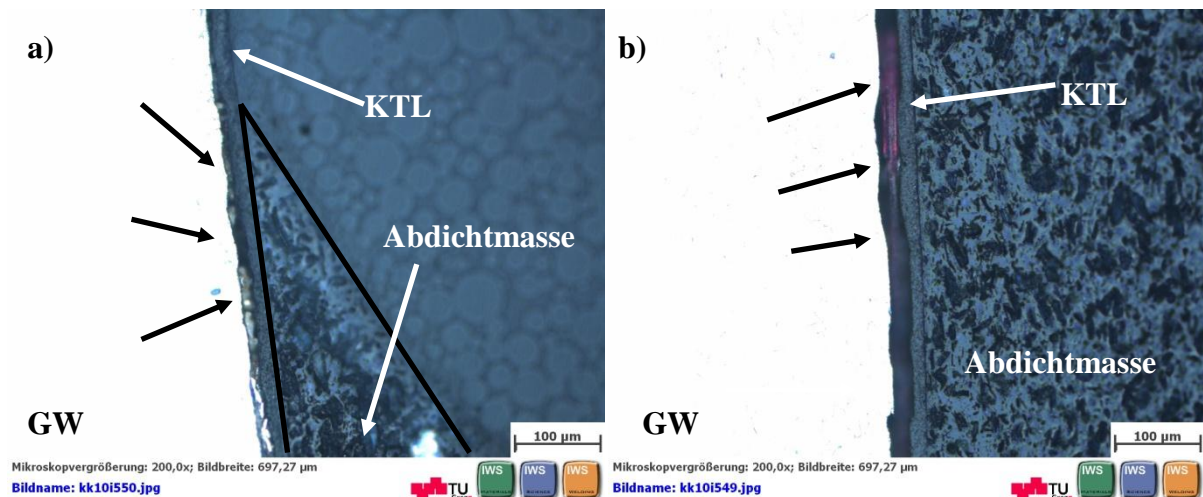 a)
KTL
Abdichtmasse
GW
100 µm
Mikroskopvergrößerung: 200,0x; Bildbreite: 697,27 µm
Bildname: kk10i550.jpg
TU
IWS
IWS
IWS
b)
KTL
Abdichtmasse
GW
100 µm
Mikroskopvergrößerung: 200,0x; Bildbreite: 697,27 µm
Bildname: kk10i549.jpg
TU
IWS
IWS
IWS